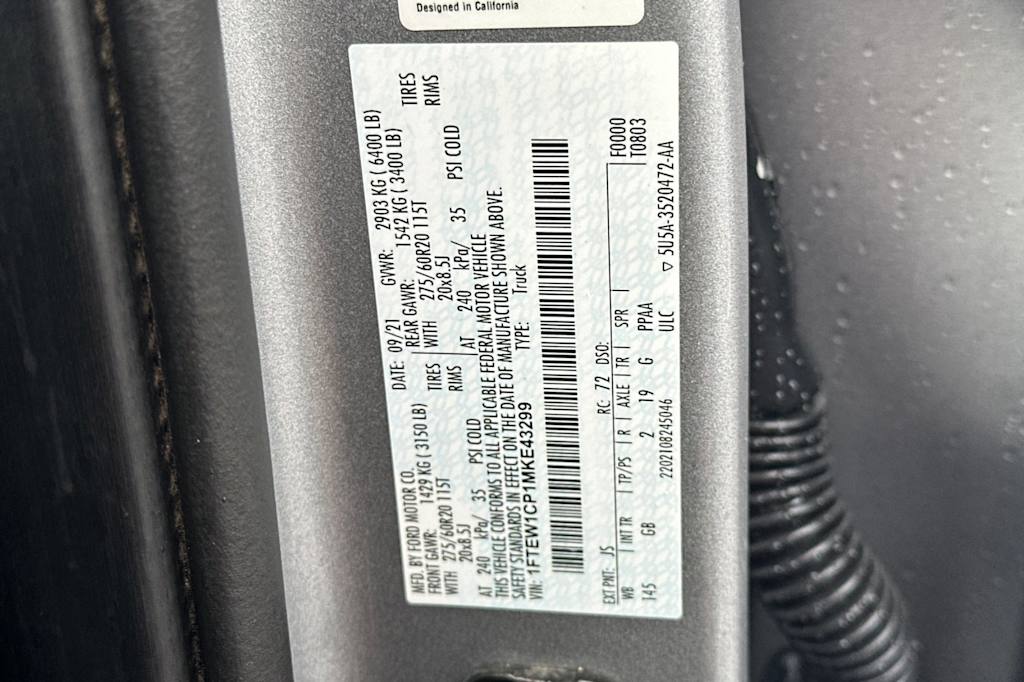 Designed in California
MFD. BY FORD MOTOR CO. DATE: 09/21 GVWR: 2903 KG ( 6400 LB)
FRONT GAWR: 1429 KG ( 3150 LB) REAR GAWR: 1542 KG ( 3400 LB)
WITH 275/60R20 115T TIRES WITH 275/60R20 115T TIRES
20x8.5J RIMS 20x8.5J RIMS
AT 240 kPa/ 35 PSI COLD AT 240 kPa/ 35 PSI COLD
THIS VEHICLE CONFORMS TO ALL APPLICABLE FEDERAL MOTOR VEHICLE
SAFETY STANDARDS IN EFFECT ON THE DATE OF MANUFACTURE SHOWN ABOVE.
VIN: 1FTEW1CP1MKE43299 TYPE: Truck
EXT PNT: JS RC: 72 DSO: F0000
WB | INT TR | TP/PS | R | AXLE | TR | SPR | T0803
145 GB 2 19 G PPAA
2202108245046 ULC ▽ 5U5A-3520472-AA